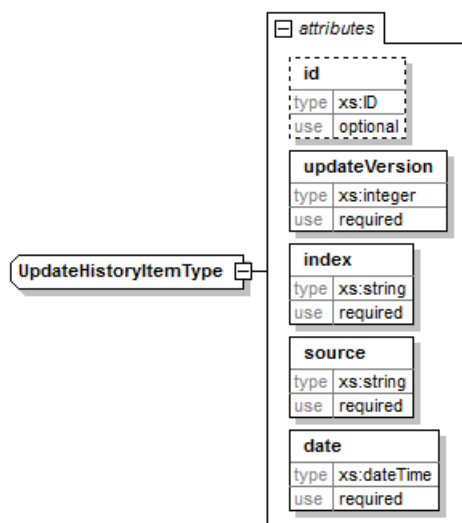 attributes
id
type xs:ID
use optional
updateVersion
type xs:integer
use required
UpdateHistoryItemType
index
type xs:string
use required
source
type xs:string
use required
date
type xs:dateTime
use required